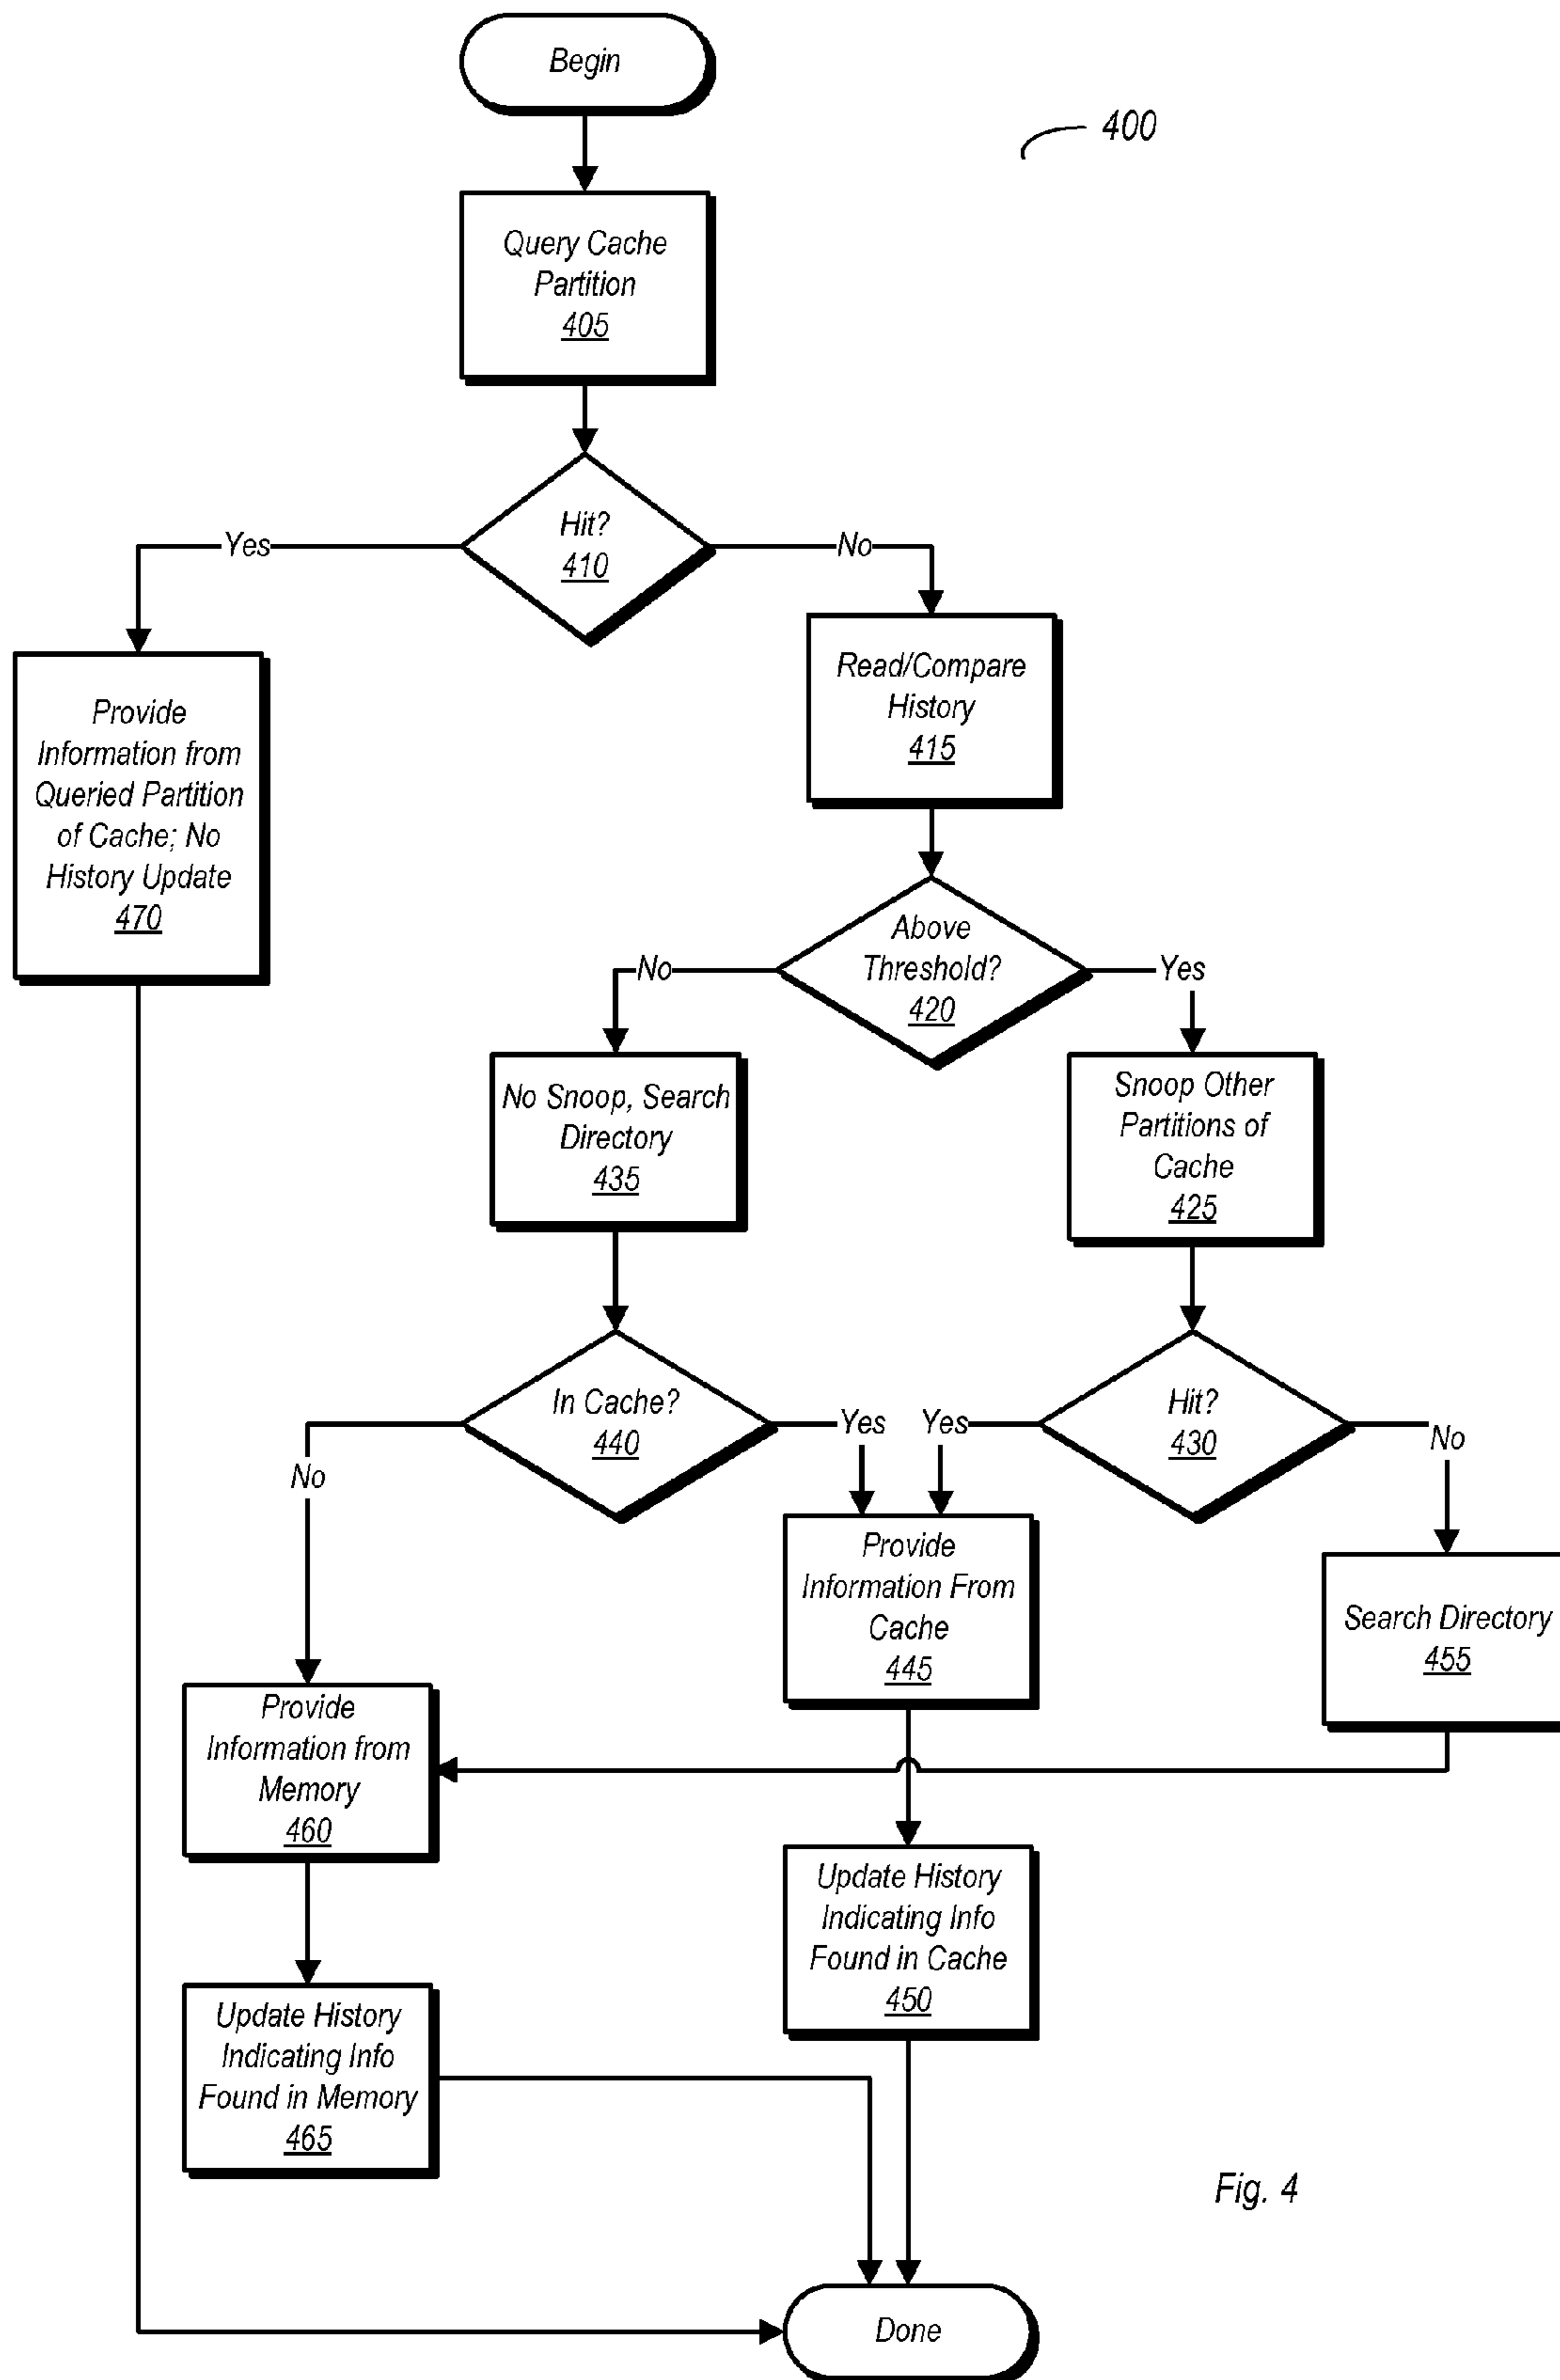 Begin
400
Query Cache
Partition
405
Hit?
410
Yes
No
Read/Compare
History
415
Provide
Information from
Queried Partition
of Cache; No
History Update
470
Above
Threshold?
420
No
Yes
No Snoop, Search
Directory
435
Snoop Other
Partitions of
Cache
425
In Cache?
440
Yes
Yes
Hit?
430
No
No
Provide
Information From
Cache
445
Search Directory
455
Provide
Information from
Memory
460
Update History
Indicating Info
Found in Cache
450
Update History
Indicating Info
Found in Memory
465
Fig. 4
Done